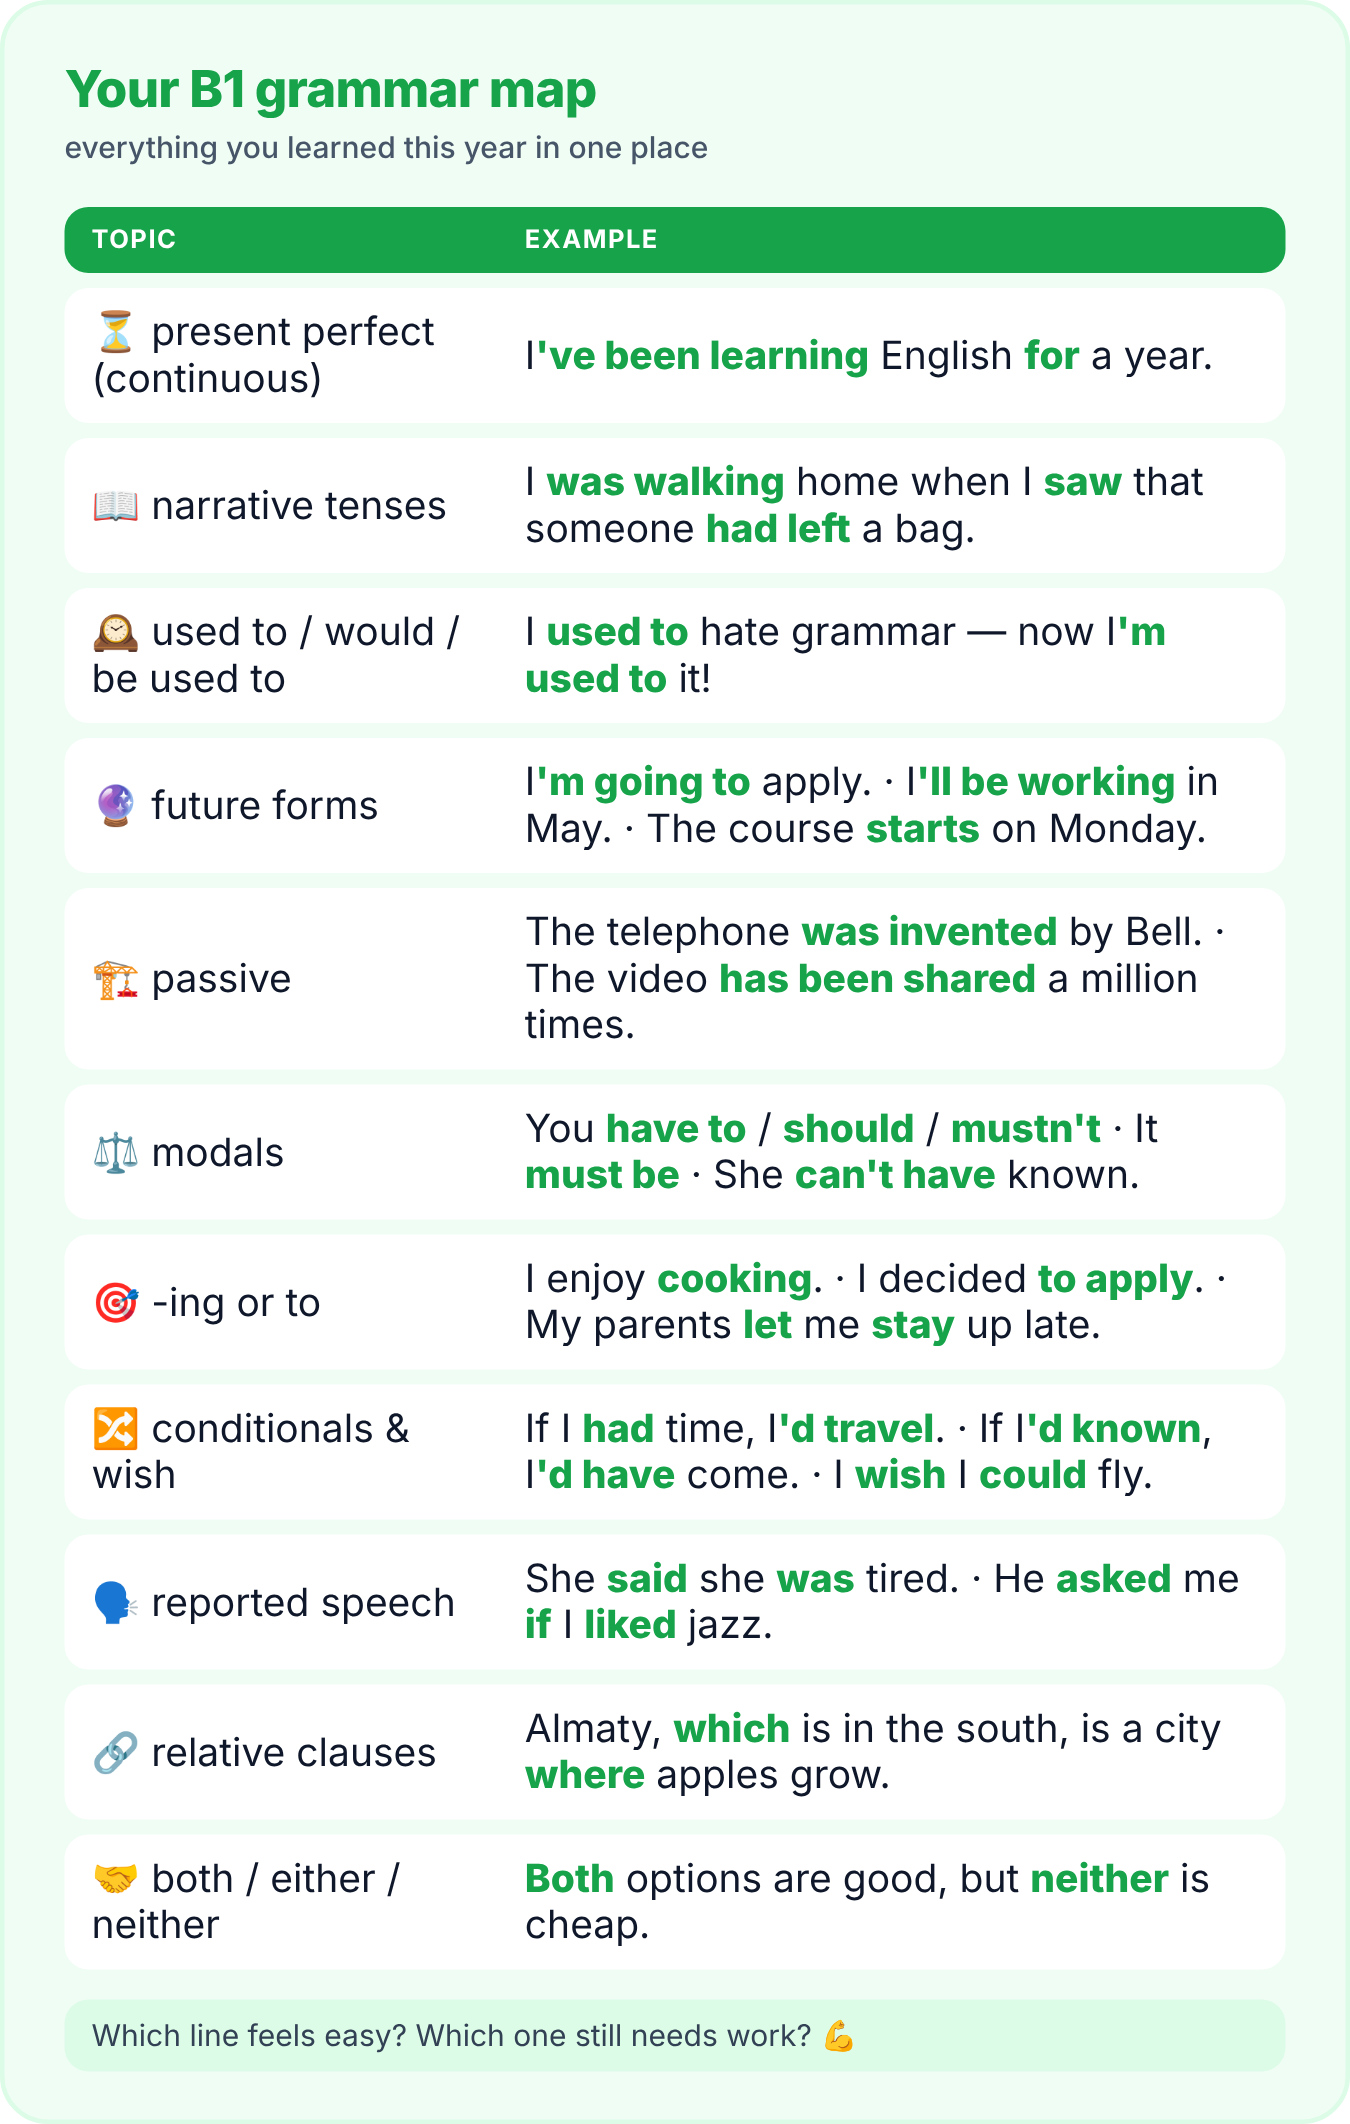 Your B1 grammar map
everything you learned this year in one place
TOPIC EXAMPLE
⏳ present perfect
(continuous)
I've been learning English for a year.
📖 narrative tenses
I was walking home when I saw that
someone had left a bag.
🕰️ used to / would /
be used to
I used to hate grammar — now I'm
used to it!
🔮 future forms
I'm going to apply. · I'll be working in
May. · The course starts on Monday.
🏗️ passive
The telephone was invented by Bell. ·
The video has been shared a million
times.
⚖️ modals
You have to / should / mustn't · It
must be · She can't have known.
🎯 -ing or to
I enjoy cooking. · I decided to apply. ·
My parents let me stay up late.
🔀 conditionals &
wish
If I had time, I'd travel. · If I'd known,
I'd have come. · I wish I could fly.
🗣️ reported speech
She said she was tired. · He asked me
if I liked jazz.
🔗 relative clauses
Almaty, which is in the south, is a city
where apples grow.
🤝 both / either /
neither
Both options are good, but neither is
cheap.
Which line feels easy? Which one still needs work? 💪